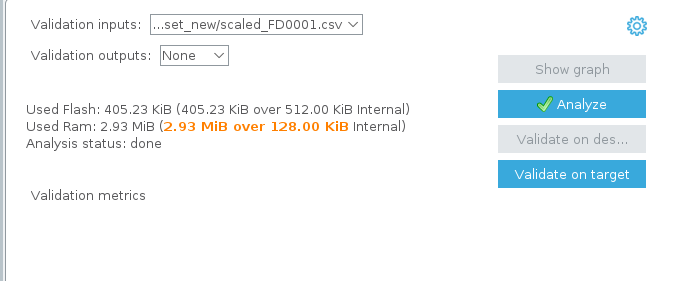 Validation inputs: ...set_new/scaled_FD0001.csv
Validation outputs: None
Show graph
Used Flash: 405.23 KiB (405.23 KiB over 512.00 KiB Internal)
Analyze
Used Ram: 2.93 MiB (2.93 MiB over 128.00 KiB Internal)
Analysis status: done
Validate on des...
Validate on target
Validation metrics